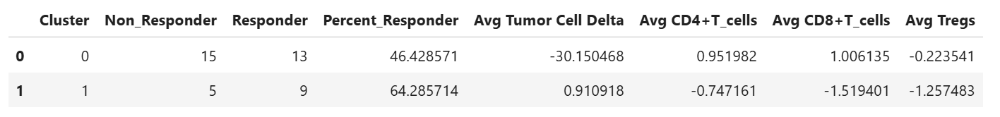 Cluster Non_Responder Responder Percent_Responder Avg Tumor Cell Delta Avg CD4+T_cells Avg CD8+T_cells Avg Tregs
0 0 15 13 46.428571 -30.150468 0.951982 1.006135 -0.223541
1 1 5 9 64.285714 0.910918 -0.747161 -1.519401 -1.257483